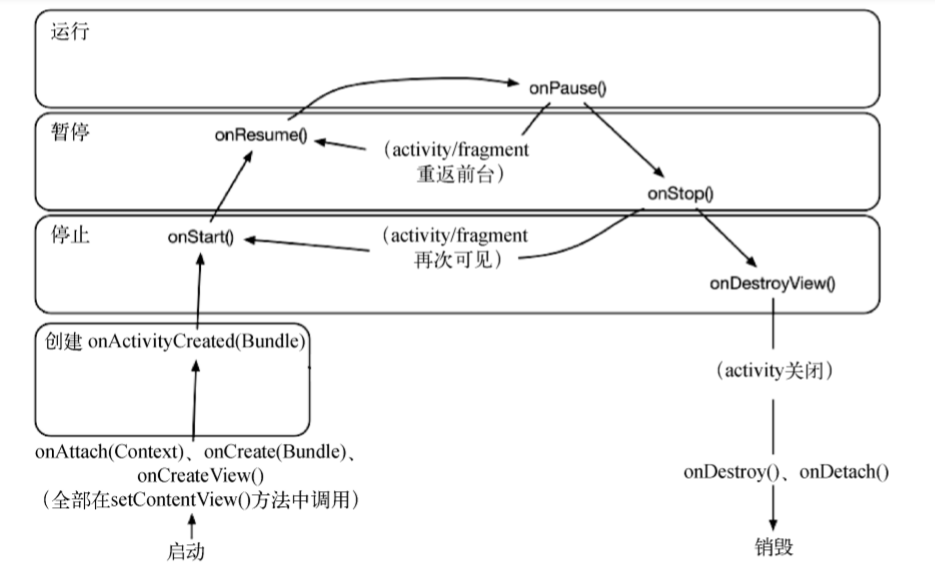 运行
onPause()
暂停
onResume()
(activity/fragment
重返前台)
onStop()
停止
onStart()
(activity/fragment
再次可见)
onDestroyView()
创建 onActivityCreated(Bundle)
(activity关闭)
onAttach(Context)、onCreate(Bundle)、
onCreateView()
(全部在setContentView()方法中调用)
onDestroy()、onDetach()
启动
销毁